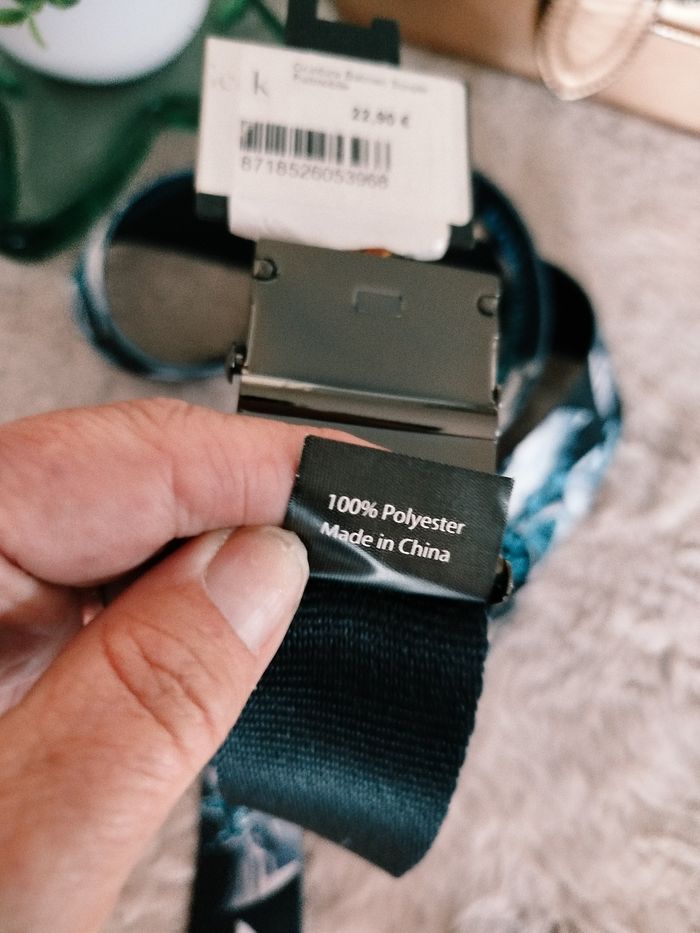 k
22,95 €
8718526053968
100% Polyester
Made in China